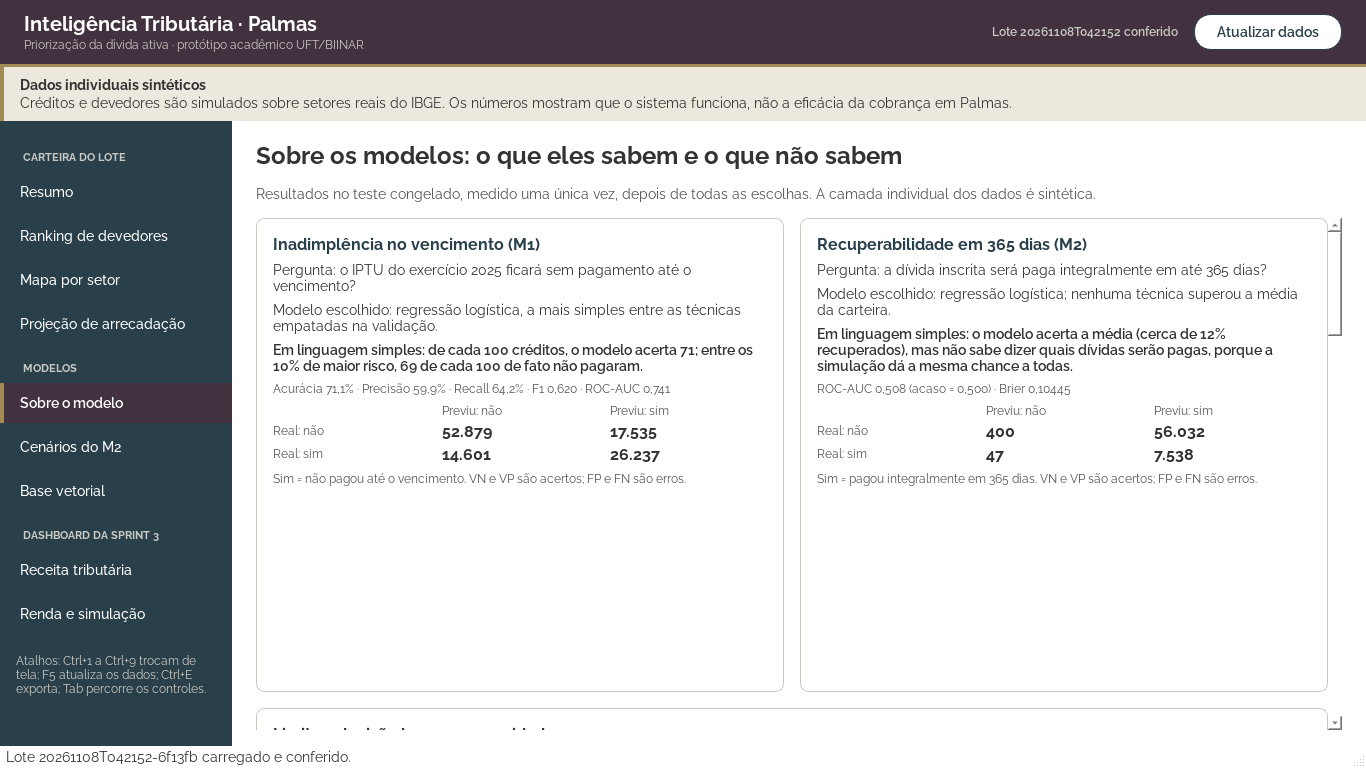 Inteligência Tributária · Palmas
Priorização da dívida ativa · protótipo acadêmico UFT/BIINAR
Lote 20261108T042152 conferido
Atualizar dados
Dados individuais sintéticos
Créditos e devedores são simulados sobre setores reais do IBGE. Os números mostram que o sistema funciona, não a eficácia da cobrança em Palmas.
CARTEIRA DO LOTE
Resumo
Ranking de devedores
Mapa por setor
Projeção de arrecadação
MODELOS
Sobre o modelo
Cenários do M2
Base vetorial
DASHBOARD DA SPRINT 3
Receita tributária
Renda e simulação
Atalhos: Ctrl+1 a Ctrl+9 trocam de
tela; F5 atualiza os dados; Ctrl+E
exporta; Tab percorre os controles.
Sobre os modelos: o que eles sabem e o que não sabem
Resultados no teste congelado, medido uma única vez, depois de todas as escolhas. A camada individual dos dados é sintética.
Inadimplência no vencimento (M1)
Pergunta: o IPTU do exercício 2025 ficará sem pagamento até o
vencimento?
Modelo escolhido: regressão logística, a mais simples entre as técnicas
empatadas na validação.
Em linguagem simples: de cada 100 créditos, o modelo acerta 71; entre os
10% de maior risco, 69 de cada 100 de fato não pagaram.
Acurácia 71,1% · Precisão 59,9% · Recall 64,2% · F1 0,620 · ROC-AUC 0,741
Previu: não Previu: sim
Real: não 52.879 17.535
Real: sim 14.601 26.237
Sim = não pagou até o vencimento. VN e VP são acertos; FP e FN são erros.
Recuperabilidade em 365 dias (M2)
Pergunta: a dívida inscrita será paga integralmente em até 365 dias?
Modelo escolhido: regressão logística; nenhuma técnica superou a média
da carteira.
Em linguagem simples: o modelo acerta a média (cerca de 12%
recuperados), mas não sabe dizer quais dívidas serão pagas, porque a
simulação dá a mesma chance a todas.
ROC-AUC 0,508 (acaso = 0,500) · Brier 0,10445
Previu: não Previu: sim
Real: não 400 56.032
Real: sim 47 7.538
Sim = pagou integralmente em 365 dias. VN e VP são acertos; FP e FN são erros.
Lote 20261108T042152-6f13fb carregado e conferido.